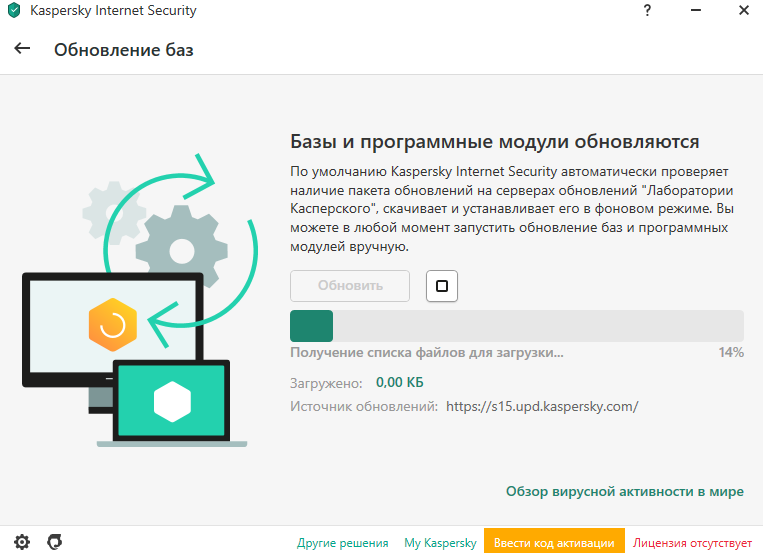 Kaspersky Internet Security
?
Обновление баз
Базы и программные модули обновляются
По умолчанию Kaspersky Internet Security автоматически проверяет
наличие пакета обновлений на серверах обновлений "Лаборатории
Касперского", скачивает и устанавливает его в фоновом режиме. Вы
можете в любой момент запустить обновление баз и программных
модулей вручную.
Обновить
Получение списка файлов для загрузки... 14%
Загружено: 0,00 КБ
Источник обновлений: https://s15.upd.kaspersky.com/
Обзор вирусной активности в мире
Другие решения My Kaspersky Ввести код активации Лицензия отсутствует